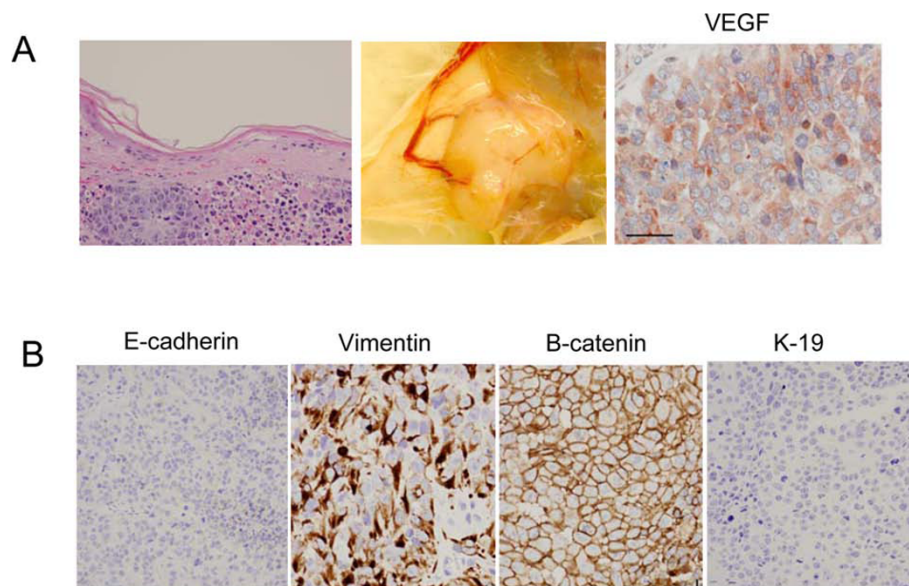 A
VEGF
B
E-cadherin
Vimentin
B-catenin
K-19